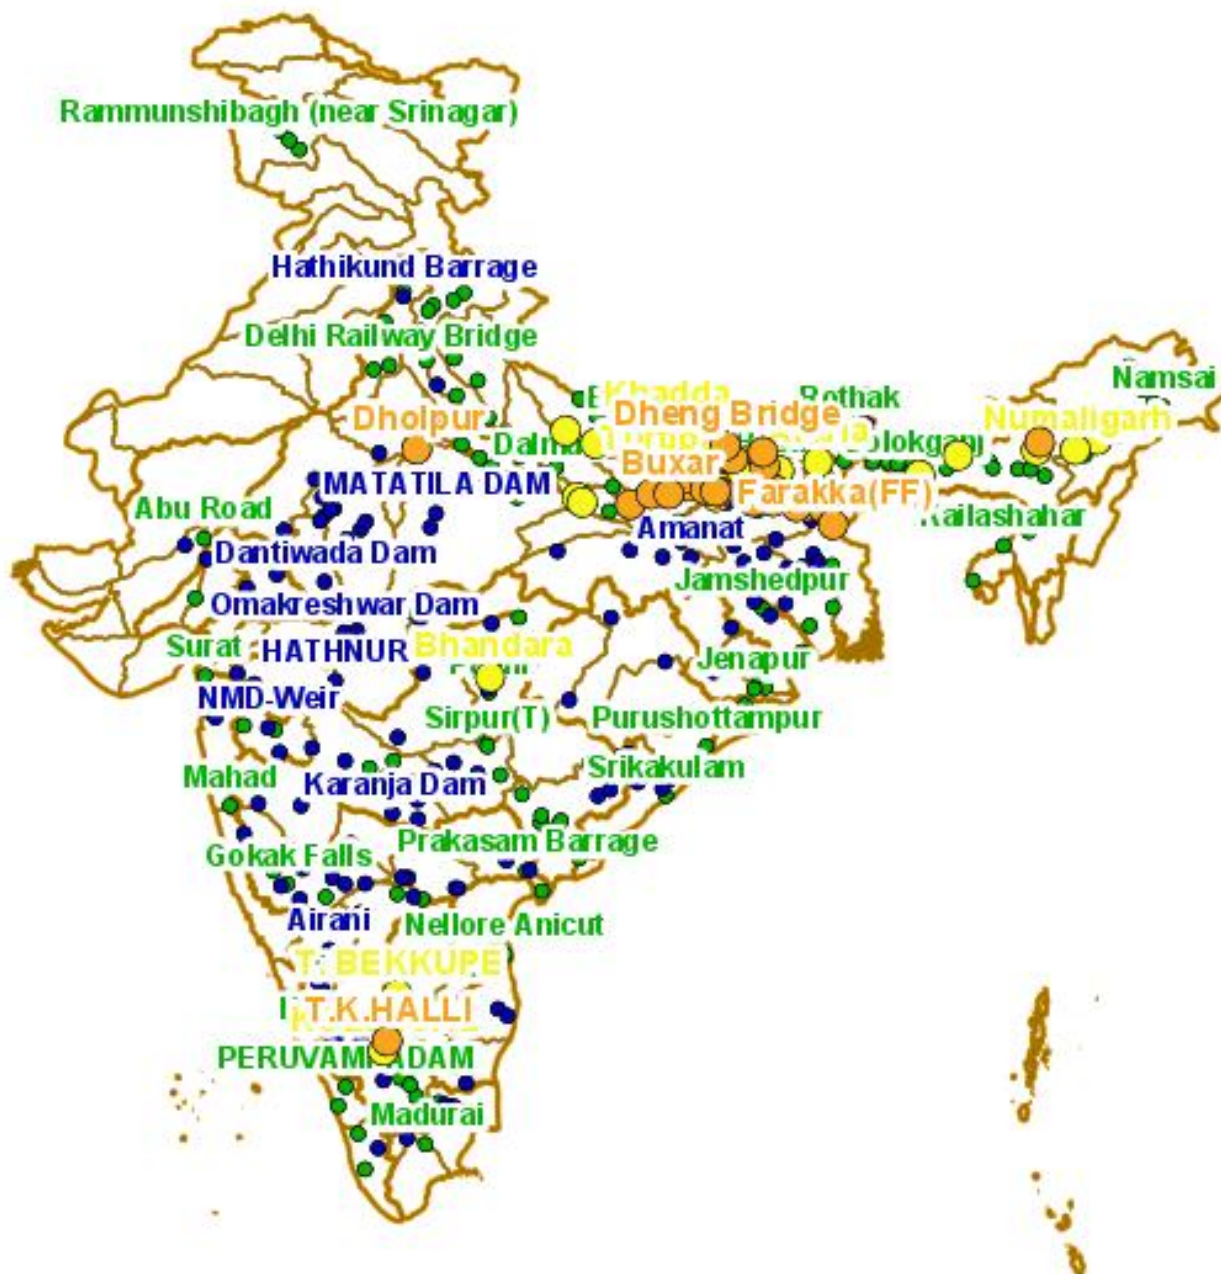 Rammunshibagh (near Srinagar)
Hathikund Barrage
Delhi Railway Bridge
Namsai
Khadda
Rothak
Dholpur
Dheng Bridge
Numaligarh
Buxar
MATATILA DAM
Farakka(FF)
Abu Road
Amanat
Kailashahar
Dantiwada Dam
Jamshedpur
Omakreshwar Dam
Surat
HATHNUR
Bhandara
Jenapur
NMD-Weir
Sirpur(T)
Purushottampur
Mahad
Karanja Dam
Srikakulam
Gokak Falls
Prakasam Barrage
Airani
Nellore Anicut
T. BEKKUPE
T.K.HALLI
Madurai